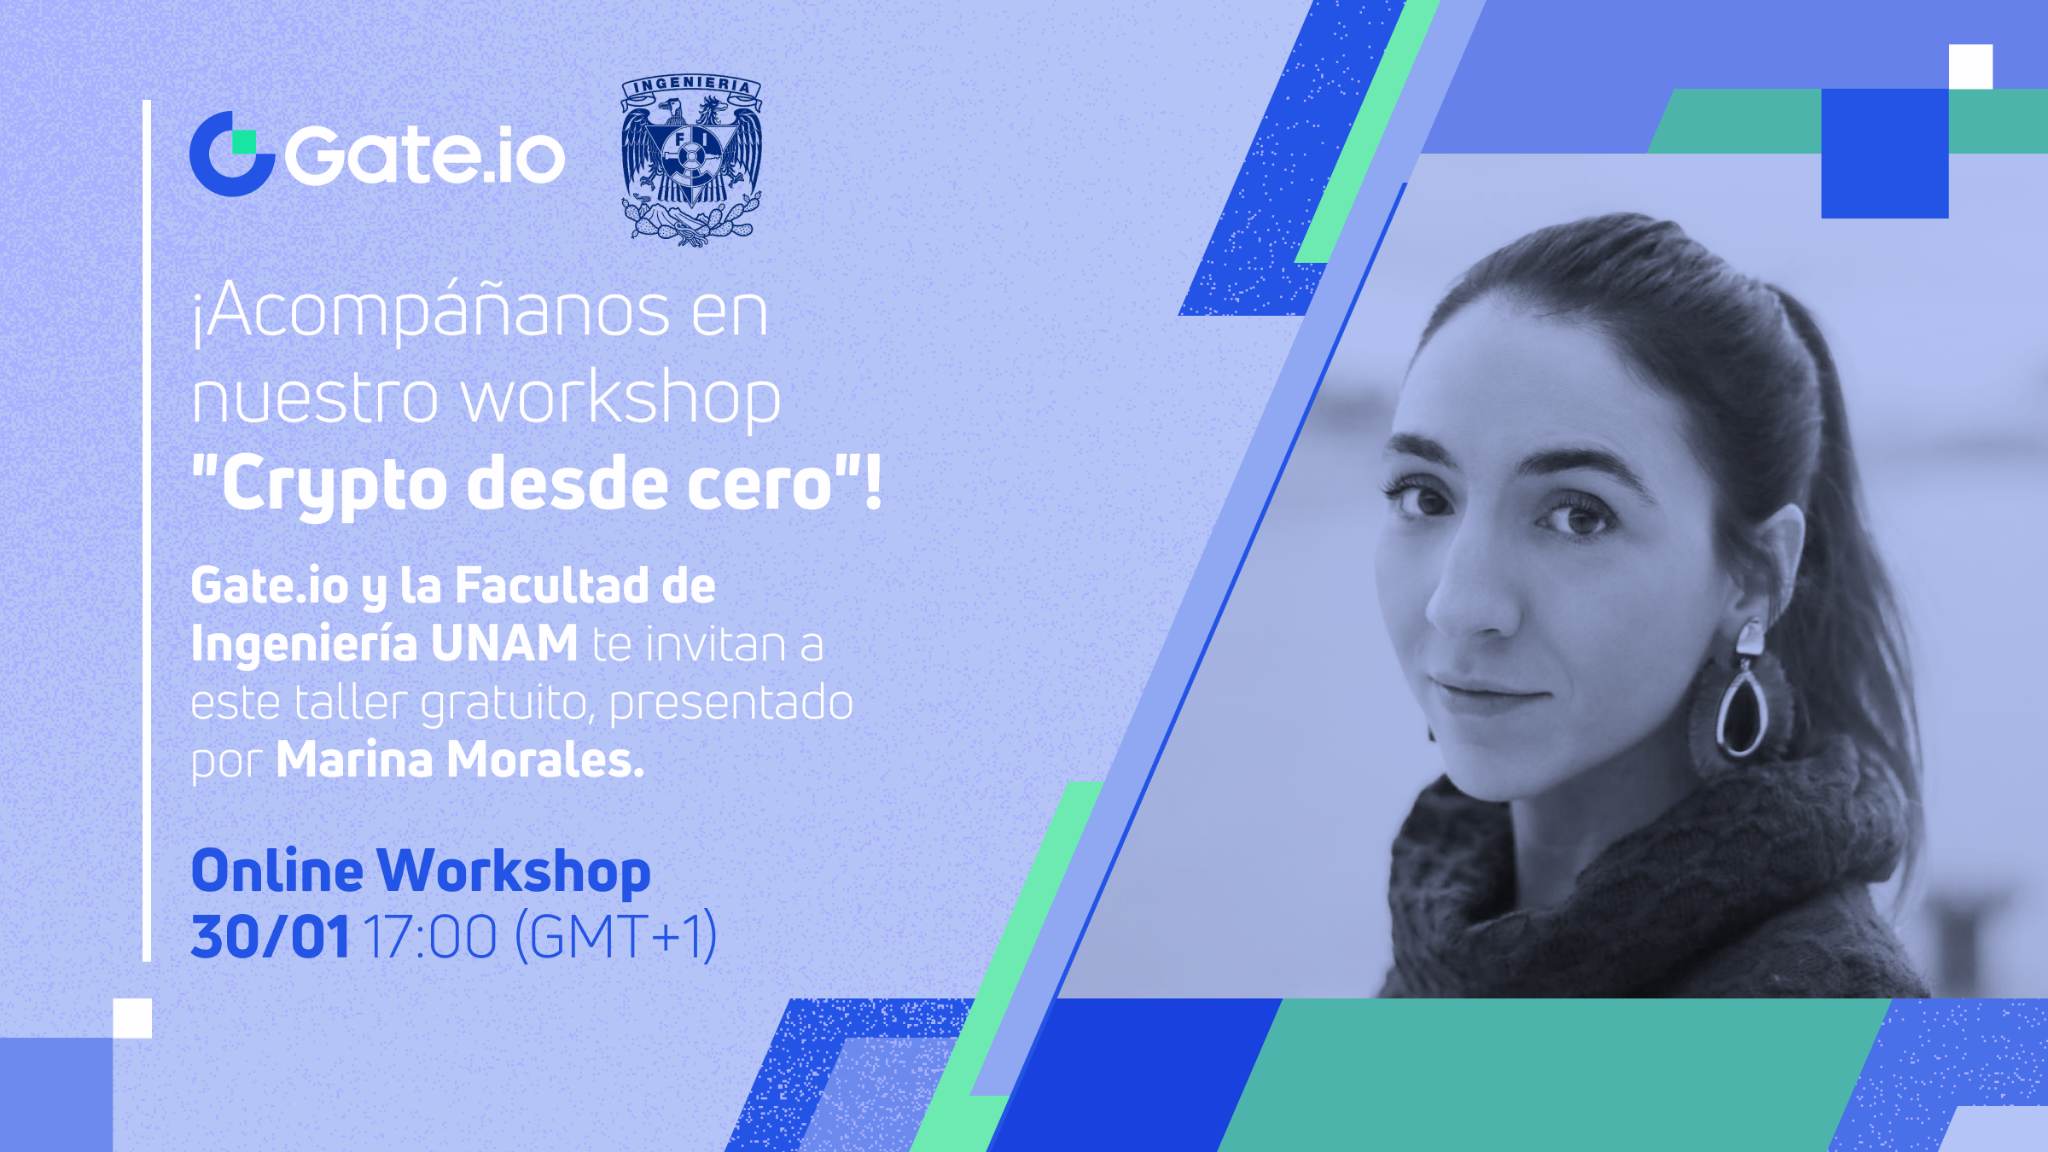 Gate.io
INGENIERIA
F I
¡Acompáñanos en
nuestro workshop
"Crypto desde cero"!
Gate.io y la Facultad de
Ingeniería UNAM te invitan a
este taller gratuito, presentado
por Marina Morales.
Online Workshop
30/01 17:00 (GMT+1)